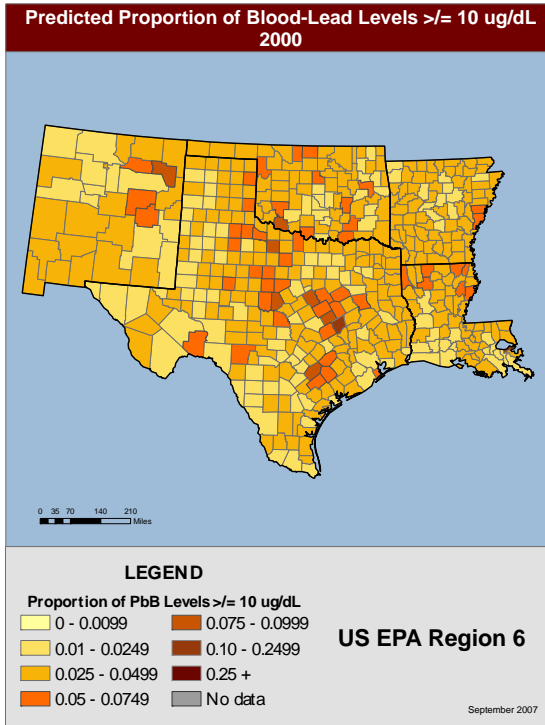 Predicted Proportion of Blood-Lead Levels >/= 10 ug/dL
2000
0 35 70 140 210
Miles
LEGEND
Proportion of PbB Levels >/= 10 ug/dL
0 - 0.0099
0.01 - 0.0249
0.025 - 0.0499
0.05 - 0.0749
0.075 - 0.0999
0.10 - 0.2499
0.25 +
No data
US EPA Region 6
September 2007